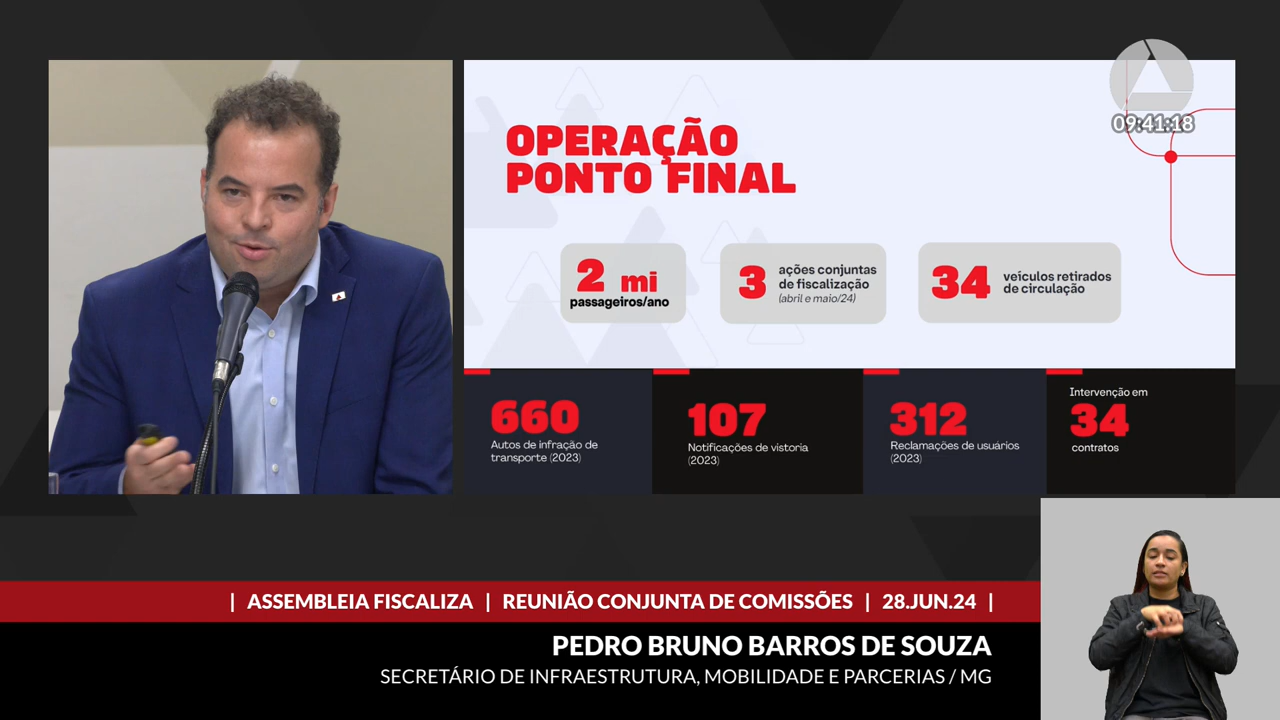 09:41:18
OPERAÇÃO
PONTO FINAL
2 mi
passageiros/ano
3 ações conjuntas
de fiscalização
(abril e maio/24)
34 veículos retirados
de circulação
660
Autos de infração de
transporte (2023)
107
Notificações de vistoria
(2023)
312
Reclamações de usuários
(2023)
Intervenção em
34
contratos
| ASSEMBLEIA FISCALIZA | REUNIÃO CONJUNTA DE COMISSÕES | 28.JUN.24 |
PEDRO BRUNO BARROS DE SOUZA
SECRETÁRIO DE INFRAESTRUTURA, MOBILIDADE E PARCERIAS / MG